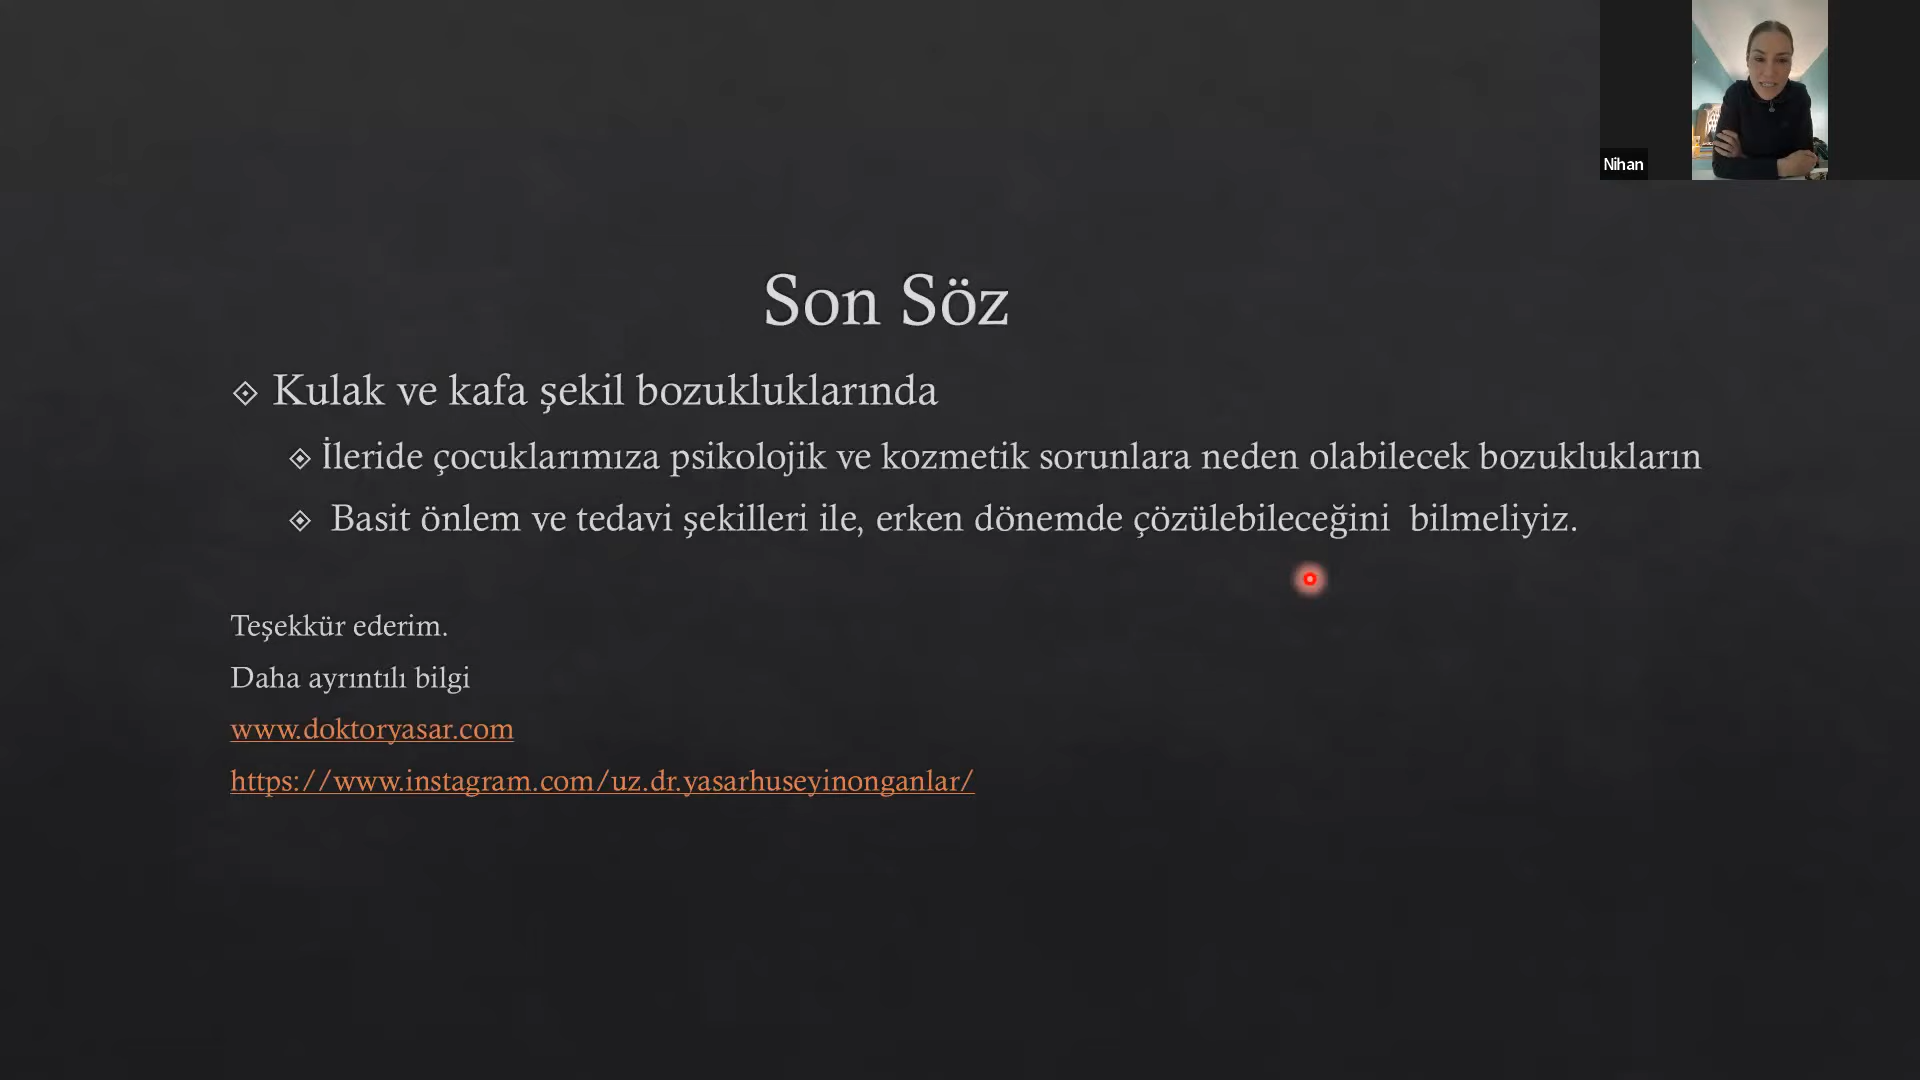 Nihan
Son Söz
Kulak ve kafa şekil bozukluklarında
İleride çocuklarımıza psikolojik ve kozmetik sorunlara neden olabilecek bozuklukların
Basit önlem ve tedavi şekilleri ile, erken dönemde çözülebileceğini bilmeliyiz.
Teşekkür ederim.
Daha ayrıntılı bilgi
www.doktoryasar.com
https://www.instagram.com/uz.dr.yasarhuseyinonganlar/